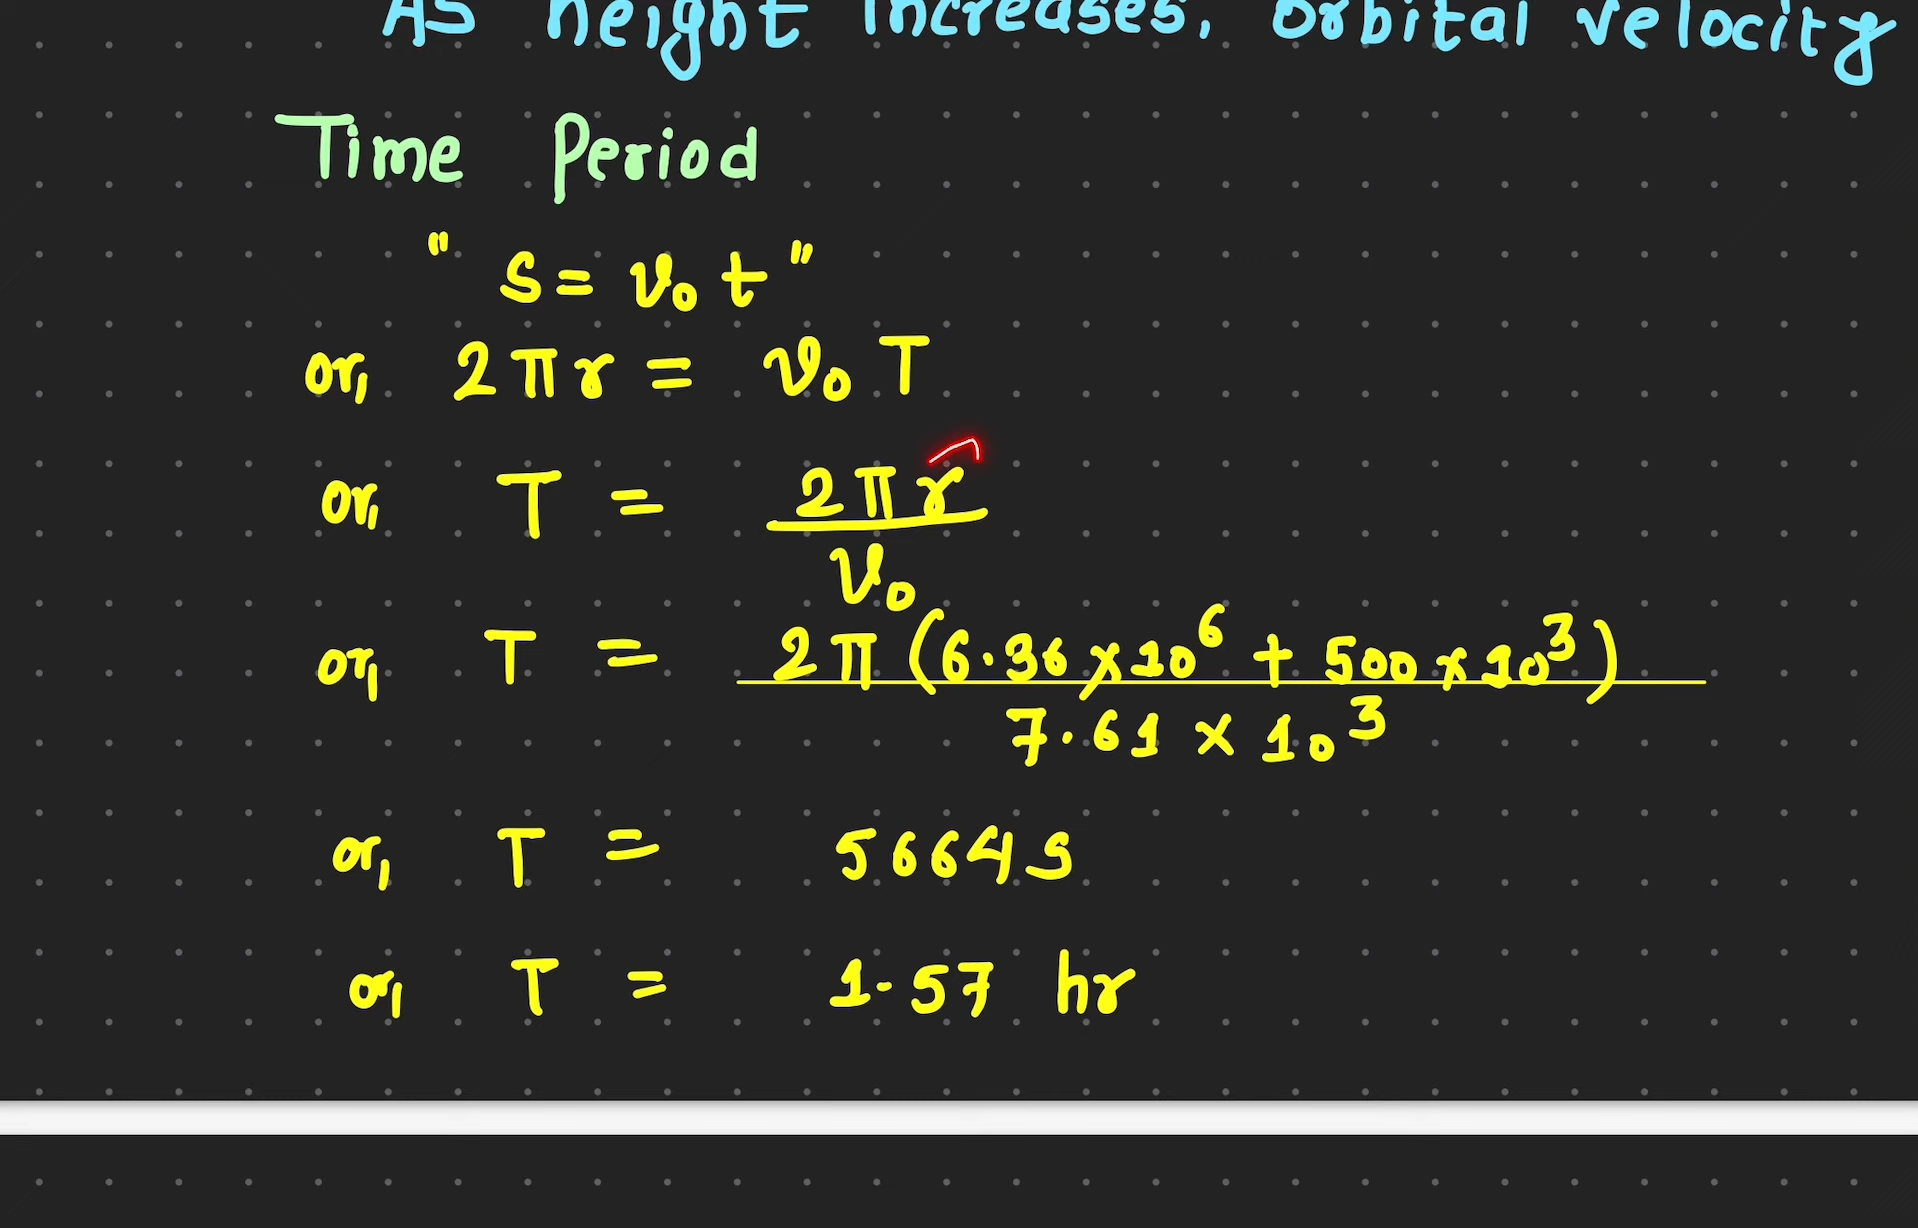 As height increases, orbital velocity
Time Period
" s = v₀ t "
or, 2πr = v₀ T
or, T = 2πr / v₀
or, T = 2π (6.36 × 10⁶ + 500 × 10³) / 7.61 × 10³
or, T = 5664 s
or, T = 1.57 hr